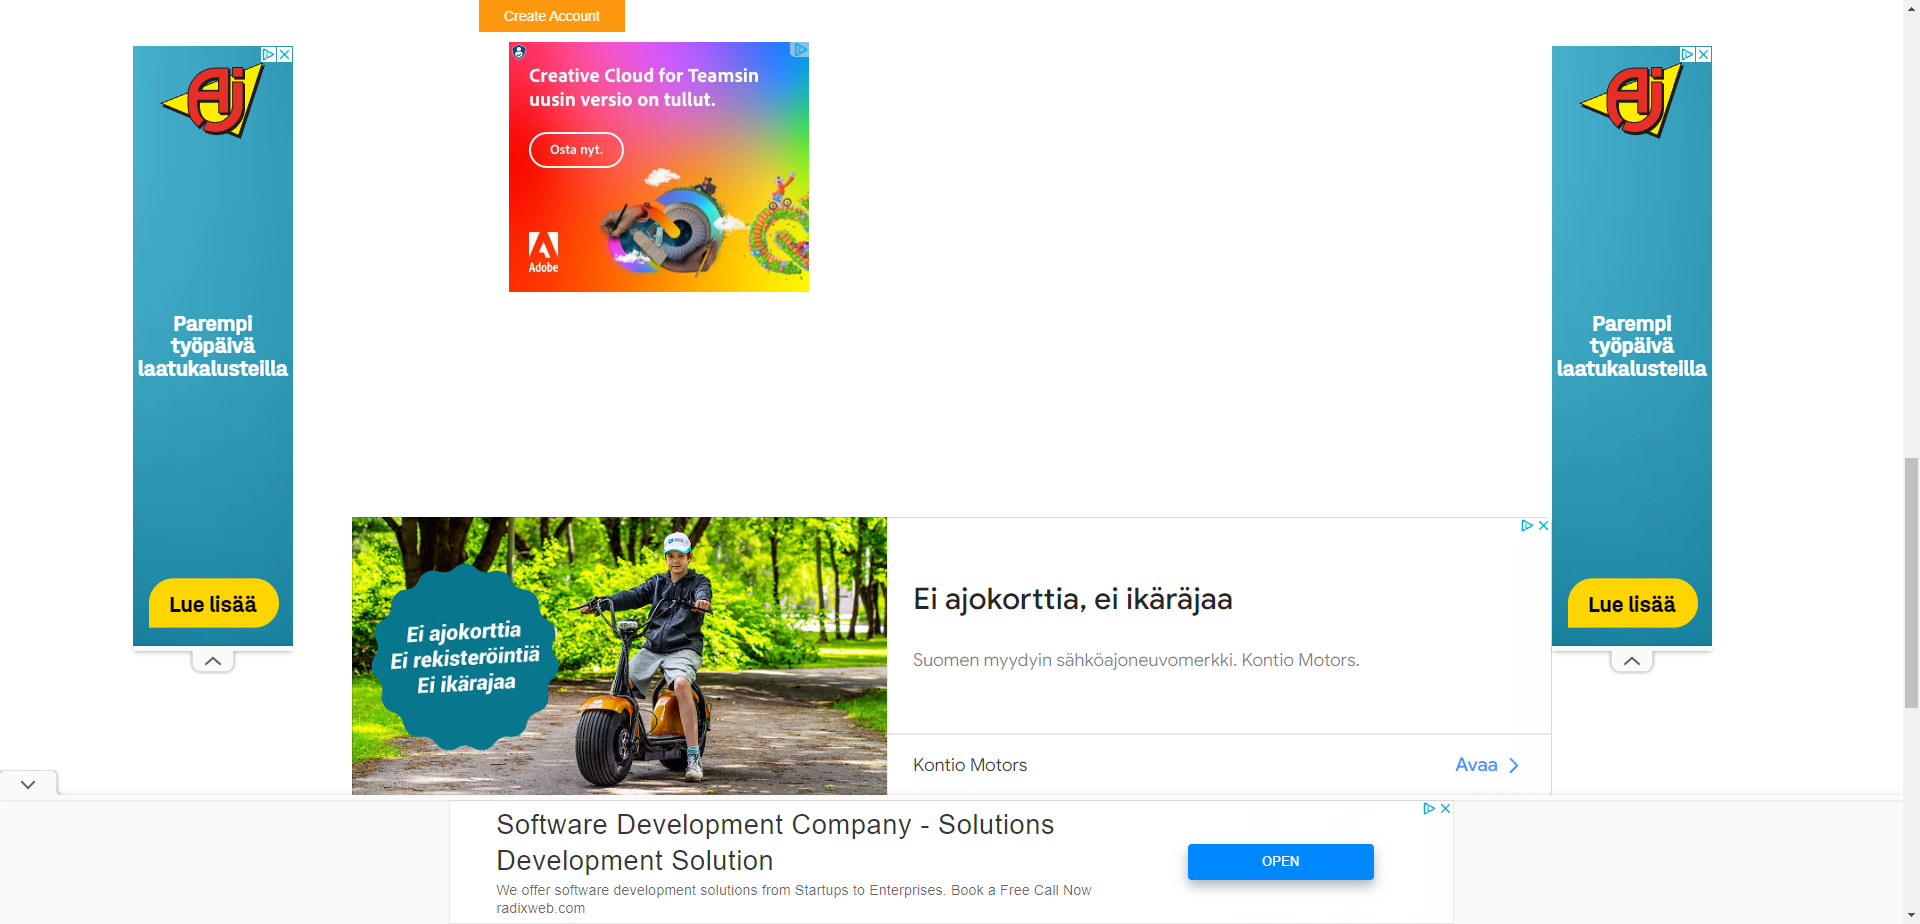 Create Account
Aj
Parempi
työpäivä
laatukalusteilla
Lue lisää
Creative Cloud for Teamsin
uusin versio on tullut.
Osta nyt.
Adobe
Aj
Parempi
työpäivä
laatukalusteilla
Lue lisää
Ei ajokorttia
Ei rekisteröintiä
Ei ikärajaa
Ei ajokorttia, ei ikäräjaa
Suomen myydyin sähköajoneuvomerkki. Kontio Motors.
Kontio Motors
Avaa
Software Development Company - Solutions
Development Solution
We offer software development solutions from Startups to Enterprises. Book a Free Call Now
radixweb.com
OPEN